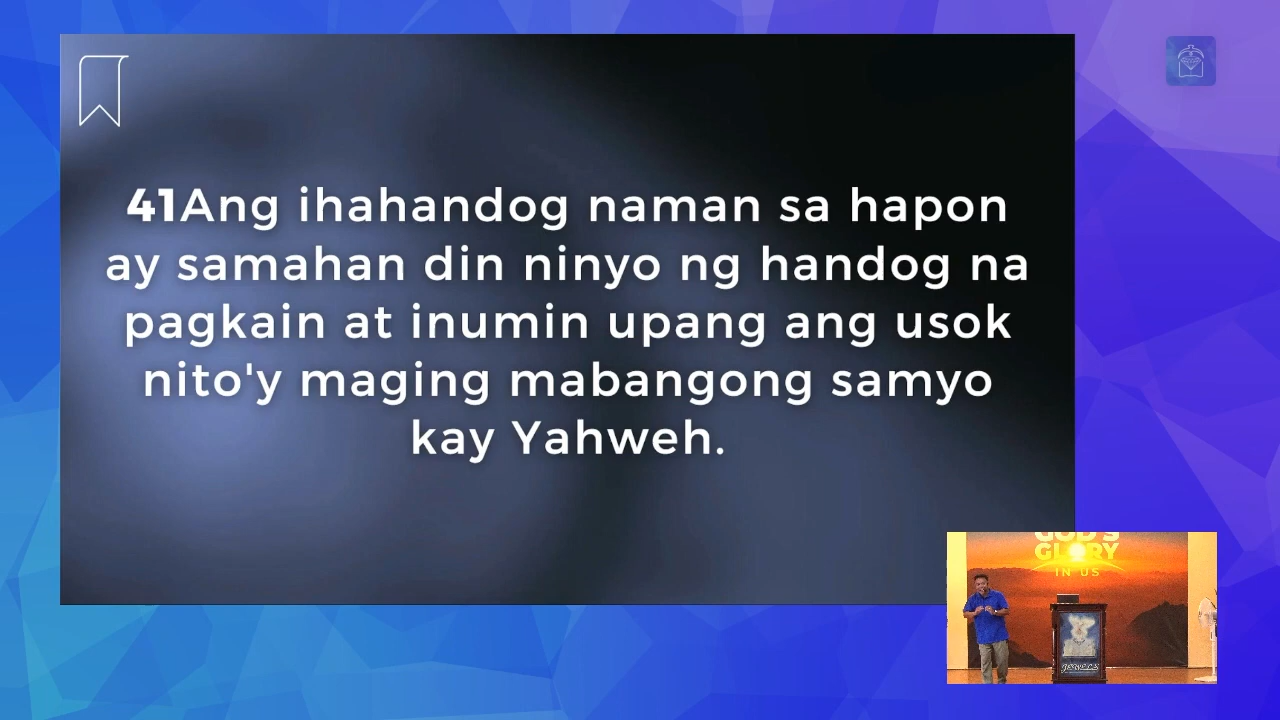 41Ang ihahandog naman sa hapon
ay samahan din ninyo ng handog na
pagkain at inumin upang ang usok
nito'y maging mabangong samyo
kay Yahweh.
GOD'S
GLORY
IN US
JEWELS